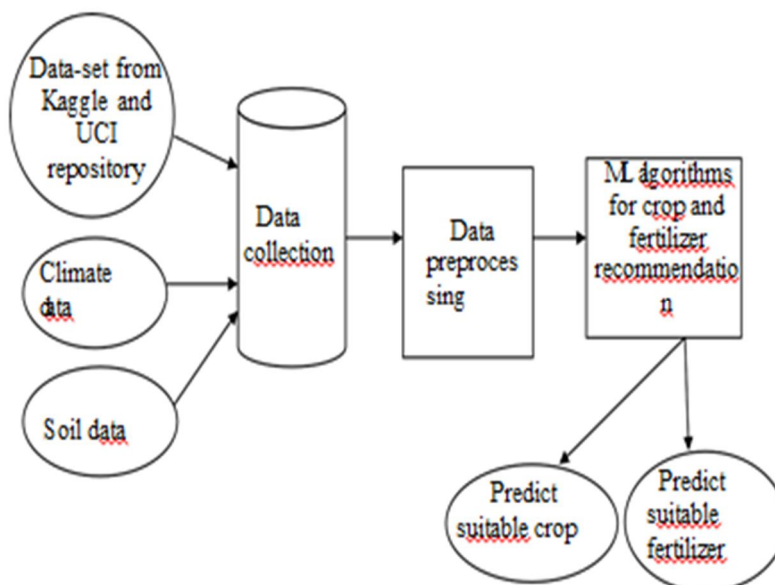 Data-set from
Kaggle and
UCI
repository
Climate
data
Soil data
Data
collection
Data
preproces
sing
ML algorithms
for crop and
fertilizer
recommendatio
n
Predict
suitable crop
Predict
suitable
fertilizer